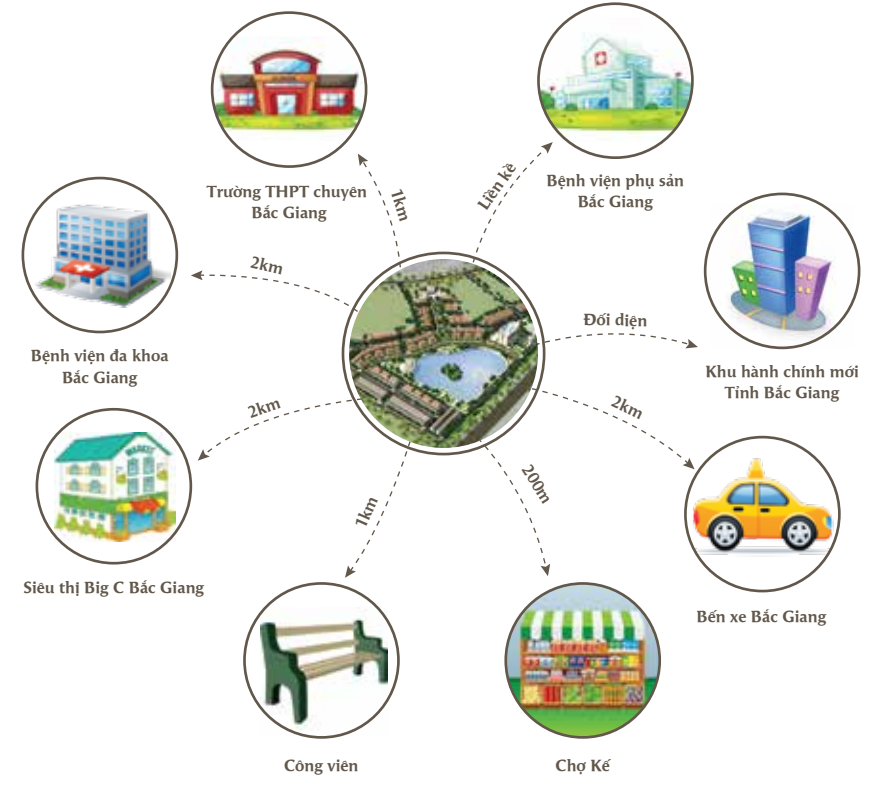 Trường THPT chuyên
Bắc Giang
1km
Liền kề
Bệnh viện phụ sản
Bắc Giang
2km
Bệnh viện đa khoa
Bắc Giang
Đối diện
Khu hành chính mới
Tỉnh Bắc Giang
2km
MARKET
Siêu thị Big C Bắc Giang
2km
Bến xe Bắc Giang
1km
Công viên
200m
Chợ Kế